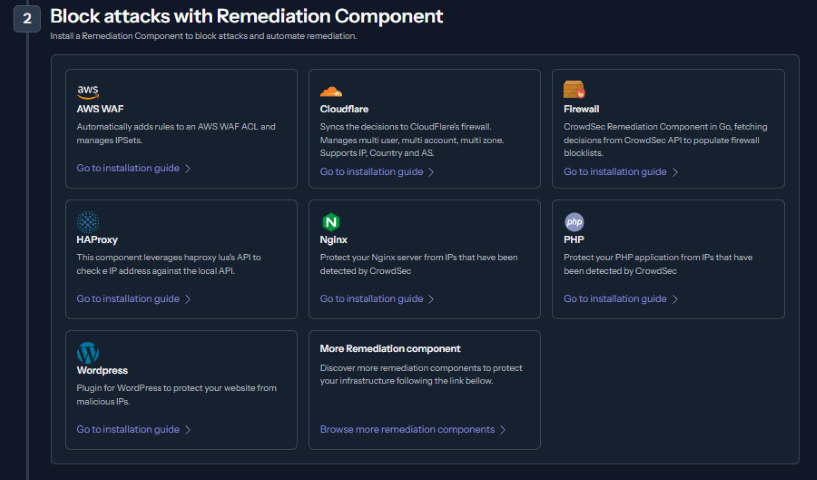 2
Block attacks with Remediation Component
Install a Remediation Component to block attacks and automate remediation.
aws
AWS WAF
Automatically adds rules to an AWS WAF ACL and
manages IPSets.
Go to installation guide
Cloudflare
Syncs the decisions to CloudFlare's firewall.
Manages multi user, multi account, multi zone.
Supports IP, Country and AS.
Go to installation guide
Firewall
CrowdSec Remediation Component in Go, fetching
decisions from CrowdSec API to populate firewall
blocklists.
Go to installation guide
HAProxy
This component leverages haproxy lua's API to
check e IP address against the local API.
Go to installation guide
N
Nginx
Protect your Nginx server from IPs that have been
detected by CrowdSec
Go to installation guide
php
PHP
Protect your PHP application from IPs that have
been detected by CrowdSec
Go to installation guide
Wordpress
Plugin for WordPress to protect your website from
malicious IPs.
Go to installation guide
More Remediation component
Discover more remediation components to protect
your infrastructure following the link bellow.
Browse more remediation components